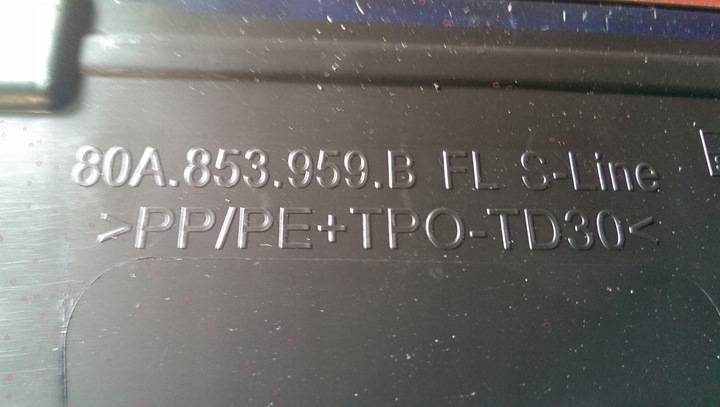 80A.853.959.B FL S-Line
>PP/PE+TPO-TD30<